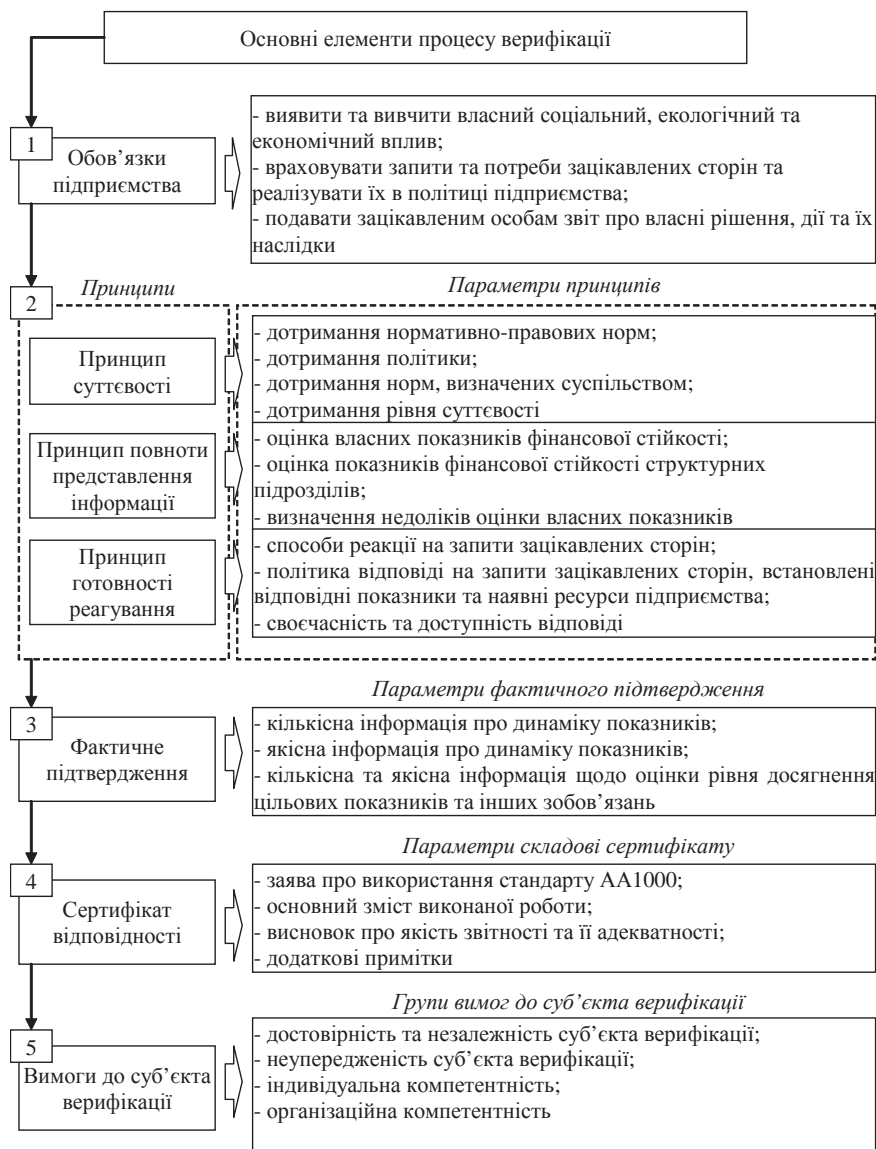 Основні елементи процесу верифікації
1
Обов’язки
підприємства
- виявити та вивчити власний соціальний, екологічний та
економічний вплив;
- враховувати запити та потреби зацікавлених сторін та
реалізувати їх в політиці підприємства;
- подавати зацікавленим особам звіт про власні рішення, дії та їх
наслідки
2
Принципи
Параметри принципів
Принцип
суттєвості
- дотримання нормативно-правових норм;
- дотримання політики;
- дотримання норм, визначених суспільством;
- дотримання рівня суттєвості
Принцип повноти
представлення
інформації
- оцінка власних показників фінансової стійкості;
- оцінка показників фінансової стійкості структурних
підрозділів;
- визначення недоліків оцінки власних показників
Принцип
готовності
реагування
- способи реакції на запити зацікавлених сторін;
- політика відповіді на запити зацікавлених сторін, встановлені
відповідні показники та наявні ресурси підприємства;
- своєчасність та доступність відповіді
Параметри фактичного підтвердження
3
Фактичне
підтвердження
- кількісна інформація про динаміку показників;
- якісна інформація про динаміку показників;
- кількісна та якісна інформація щодо оцінки рівня досягнення
цільових показників та інших зобов’язань
Параметри складові сертифікату
4
Сертифікат
відповідності
- заява про використання стандарту АА1000;
- основний зміст виконаної роботи;
- висновок про якість звітності та її адекватності;
- додаткові примітки
Групи вимог до суб’єкта верифікації
5
Вимоги до суб’єкта
верифікації
- достовірність та незалежність суб’єкта верифікації;
- неупередженість суб’єкта верифікації;
- індивідуальна компетентність;
- організаційна компетентність